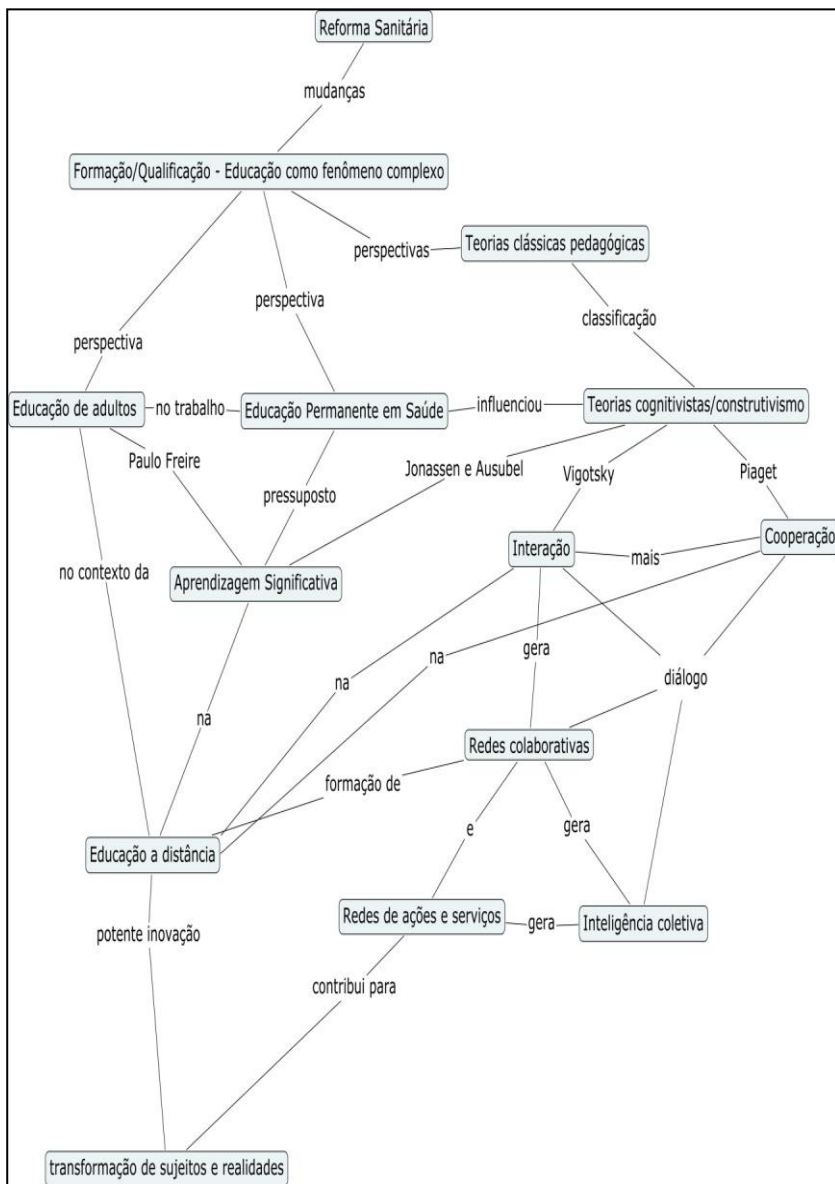 Reforma Sanitária
mudanças
Formação/Qualificação - Educação como fenômeno complexo
perspectivas
Teorias clássicas pedagógicas
perspectiva
classificação
perspectiva
Educação de adultos
no trabalho
Educação Permanente em Saúde
influenciou
Teorias cognitivistas/construtivismo
Paulo Freire
pressuposto
Jonassen e Ausubel
Vigotsky
Piaget
Cooperação
Interação
mais
no contexto da
Aprendizagem Significativa
gera
na
na
diálogo
na
Redes colaborativas
formação de
e
gera
Educação a distância
potente inovação
Redes de ações e serviços
gera
Inteligência coletiva
contribui para
transformação de sujeitos e realidades